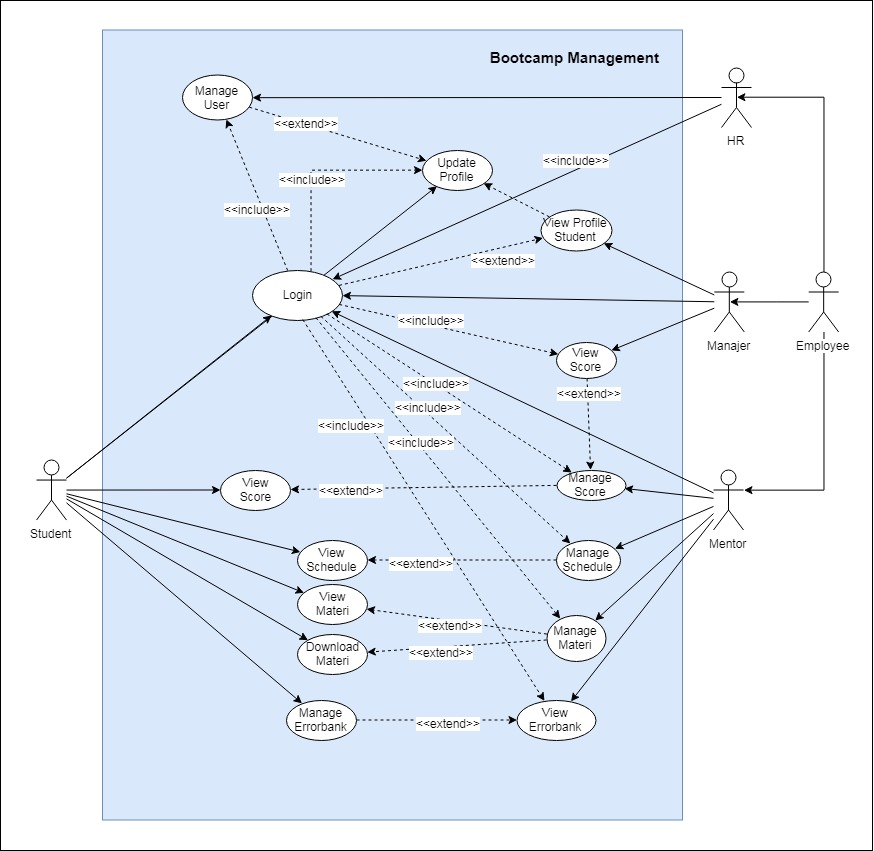 Bootcamp Management
Manage
User
<<extend>>
HR
Update
Profile
<<include>>
<<include>>
<<include>>
View Profile
Student
<<extend>>
Login
<<include>>
Manajer
Employee
View
Score
<<include>>
<<extend>>
<<include>>
<<include>>
<<include>>
View
Score
<<extend>>
Manage
Score
Student
Mentor
View
Schedule
<<extend>>
Manage
Schedule
View
Materi
<<extend>>
Manage
Materi
Download
Materi
<<extend>>
Manage
Errorbank
<<extend>>
View
Errorbank